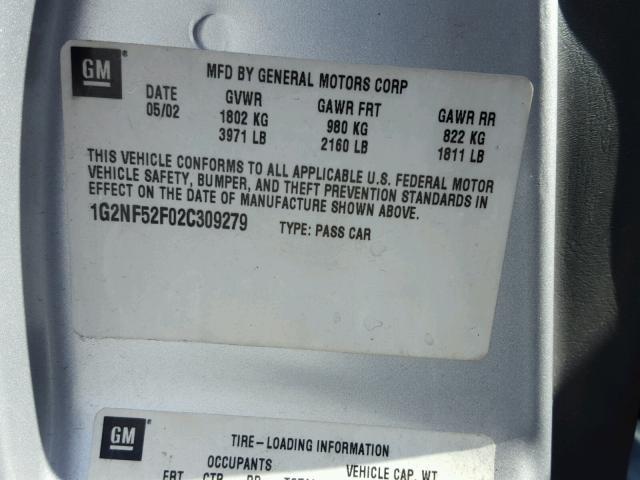 GM
MFD BY GENERAL MOTORS CORP
DATE GVWR GAWR FRT GAWR RR
05/02 1802 KG 980 KG 822 KG
3971 LB 2160 LB 1811 LB
THIS VEHICLE CONFORMS TO ALL APPLICABLE U.S. FEDERAL MOTOR
VEHICLE SAFETY, BUMPER, AND THEFT PREVENTION STANDARDS IN
EFFECT ON THE DATE OF MANUFACTURE SHOWN ABOVE.
1G2NF52F02C309279 TYPE: PASS CAR
GM
TIRE-LOADING INFORMATION
OCCUPANTS VEHICLE CAP. WT
FRT CTR RR